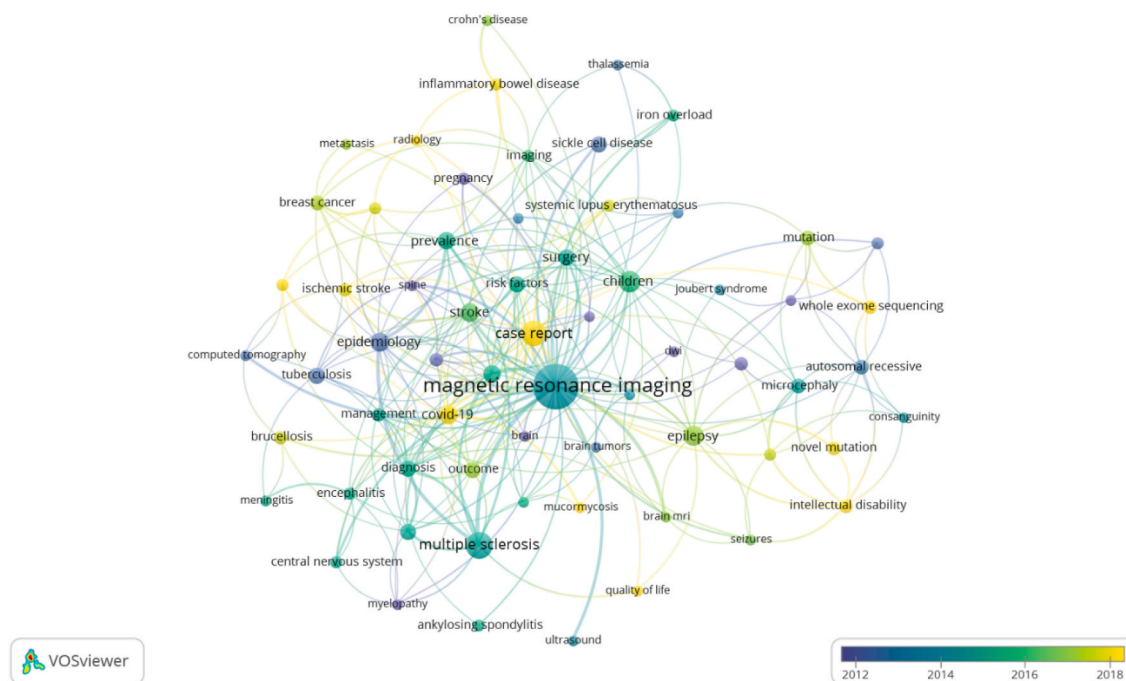 crohn's disease
thalassemia
inflammatory bowel disease
iron overload
metastasis
radiology
sickle cell disease
imaging
pregnancy
breast cancer
systemic lupus erythematosus
prevalence
mutation
surgery
risk factors
children
joubert syndrome
ischemic stroke
spine
whole exome sequencing
stroke
case report
epidemiology
dwi
computed tomography
tuberculosis
autosomal recessive
magnetic resonance imaging
microcephaly
management
covid-19
consanguinity
brucellosis
brain
epilepsy
brain tumors
novel mutation
diagnosis
outcome
meningitis
encephalitis
mucormycosis
intellectual disability
brain mri
seizures
multiple sclerosis
central nervous system
quality of life
myelopathy
ankylosing spondylitis
ultrasound
VOSviewer
2012 2014 2016 2018